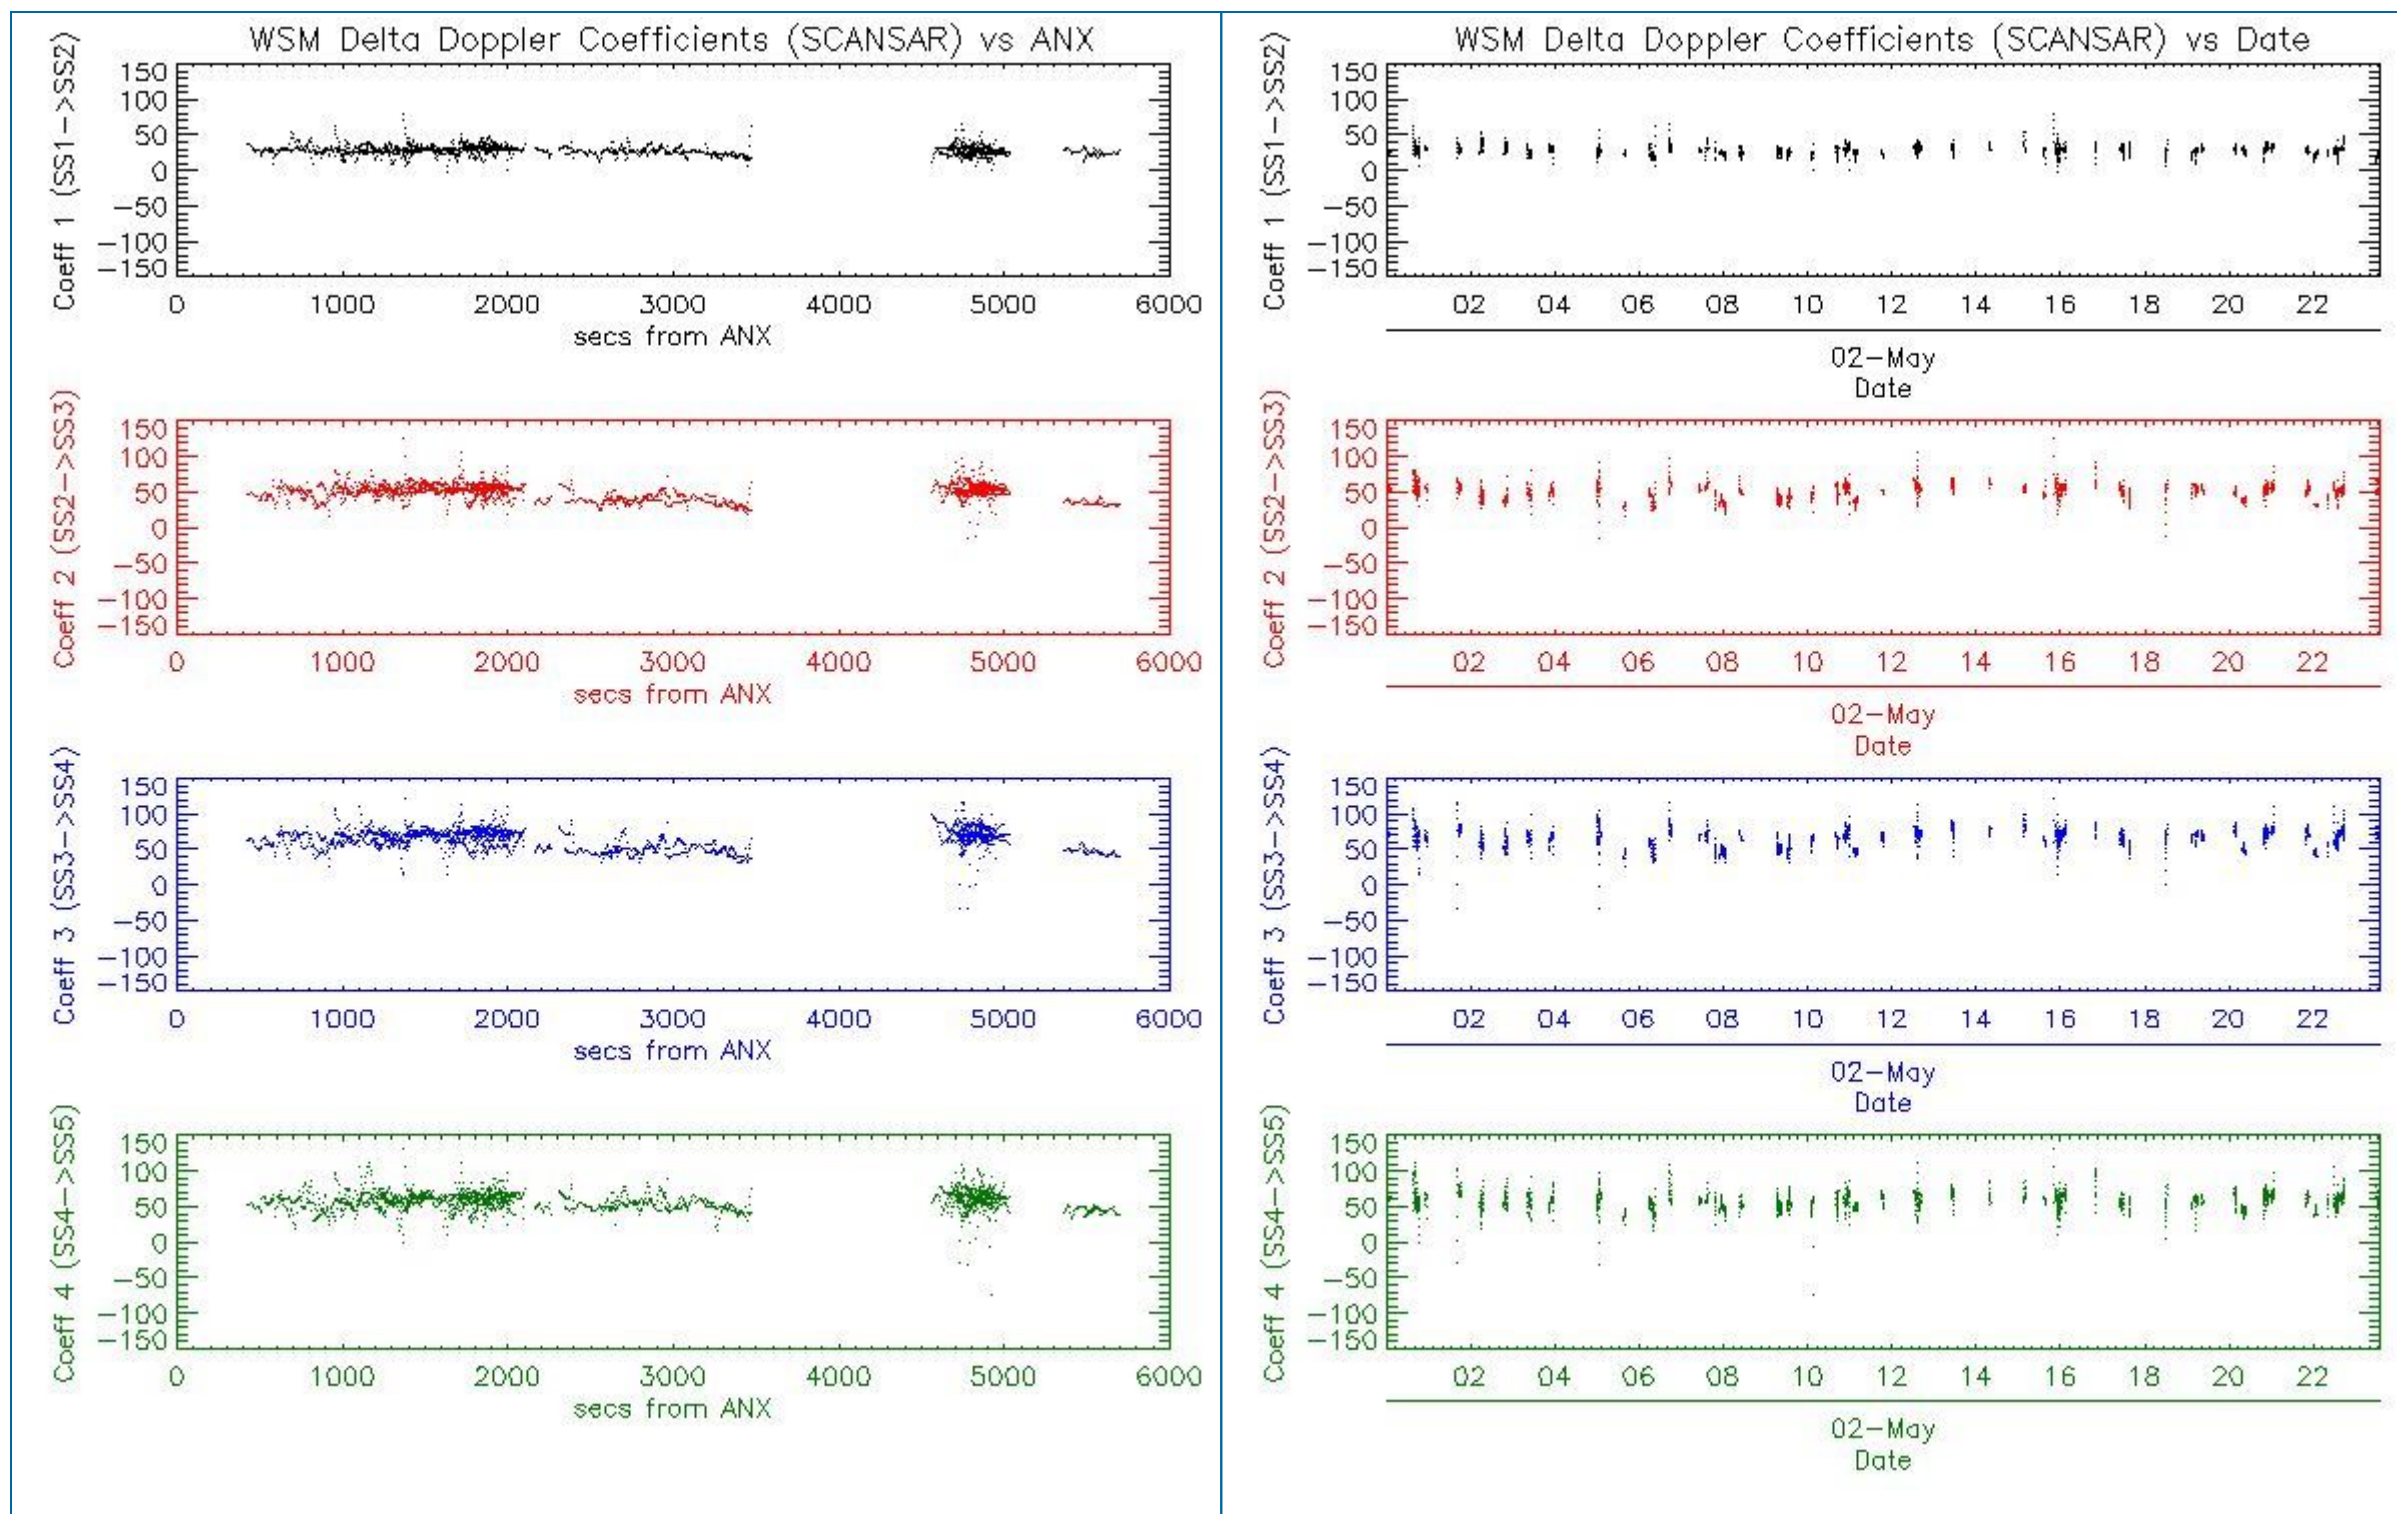 WSM Delta Doppler Coefficients (SCANSAR) vs ANX
Coeff 1 (SS1->SS2)
150
100
50
0
-50
-100
-150
0 1000 2000 3000 4000 5000 6000
secs from ANX
Coeff 2 (SS2->SS3)
150
100
50
0
-50
-100
-150
0 1000 2000 3000 4000 5000 6000
secs from ANX
Coeff 3 (SS3->SS4)
150
100
50
0
-50
-100
-150
0 1000 2000 3000 4000 5000 6000
secs from ANX
Coeff 4 (SS4->SS5)
150
100
50
0
-50
-100
-150
0 1000 2000 3000 4000 5000 6000
secs from ANX
WSM Delta Doppler Coefficients (SCANSAR) vs Date
Coeff 1 (SS1->SS2)
150
100
50
0
-50
-100
-150
02 04 06 08 10 12 14 16 18 20 22
02-May
Date
Coeff 2 (SS2->SS3)
150
100
50
0
-50
-100
-150
02 04 06 08 10 12 14 16 18 20 22
02-May
Date
Coeff 3 (SS3->SS4)
150
100
50
0
-50
-100
-150
02 04 06 08 10 12 14 16 18 20 22
02-May
Date
Coeff 4 (SS4->SS5)
150
100
50
0
-50
-100
-150
02 04 06 08 10 12 14 16 18 20 22
02-May
Date